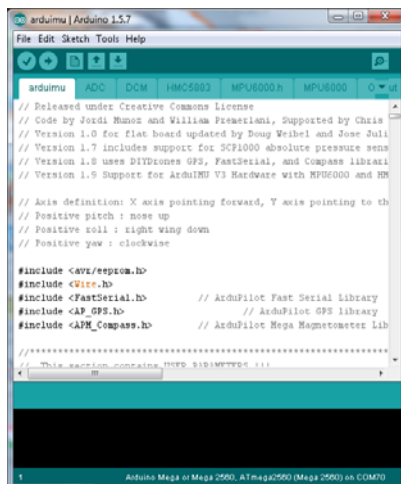 arduimu | Arduino 1.5.7
File Edit Sketch Tools Help
arduimu ADC DCM HMC5883 MPU6000.h MPU6000 O ut
// Released under Creative Commons License
// Code by Jordi Munoz and William Premerlani, Supported by Chris
// Version 1.0 for flat board updated by Doug Weibel and Jose Juli
// Version 1.7 includes support for SCP1000 absolute pressure sens
// Version 1.8 uses DIYDrones GPS, FastSerial, and Compass librari
// Version 1.9 Support for ArduIMU V3 Hardware with MPU6000 and HM
// Axis definition: X axis pointing forward, Y axis pointing to th
// Positive pitch : nose up
// Positive roll : right wing down
// Positive yaw : clockwise
#include <avr/eeprom.h>
#include <Wire.h>
#include <FastSerial.h> // ArduPilot Fast Serial Library
#include <AP_GPS.h> // ArduPilot GPS library
#include <APM_Compass.h> // ArduPilot Mega Magnetometer Lib
//*****************************************************************
// This section contains USER PARAMETERS !!!
1 Arduino Mega or Mega 2560, ATmega2560 (Mega 2560) on COM70